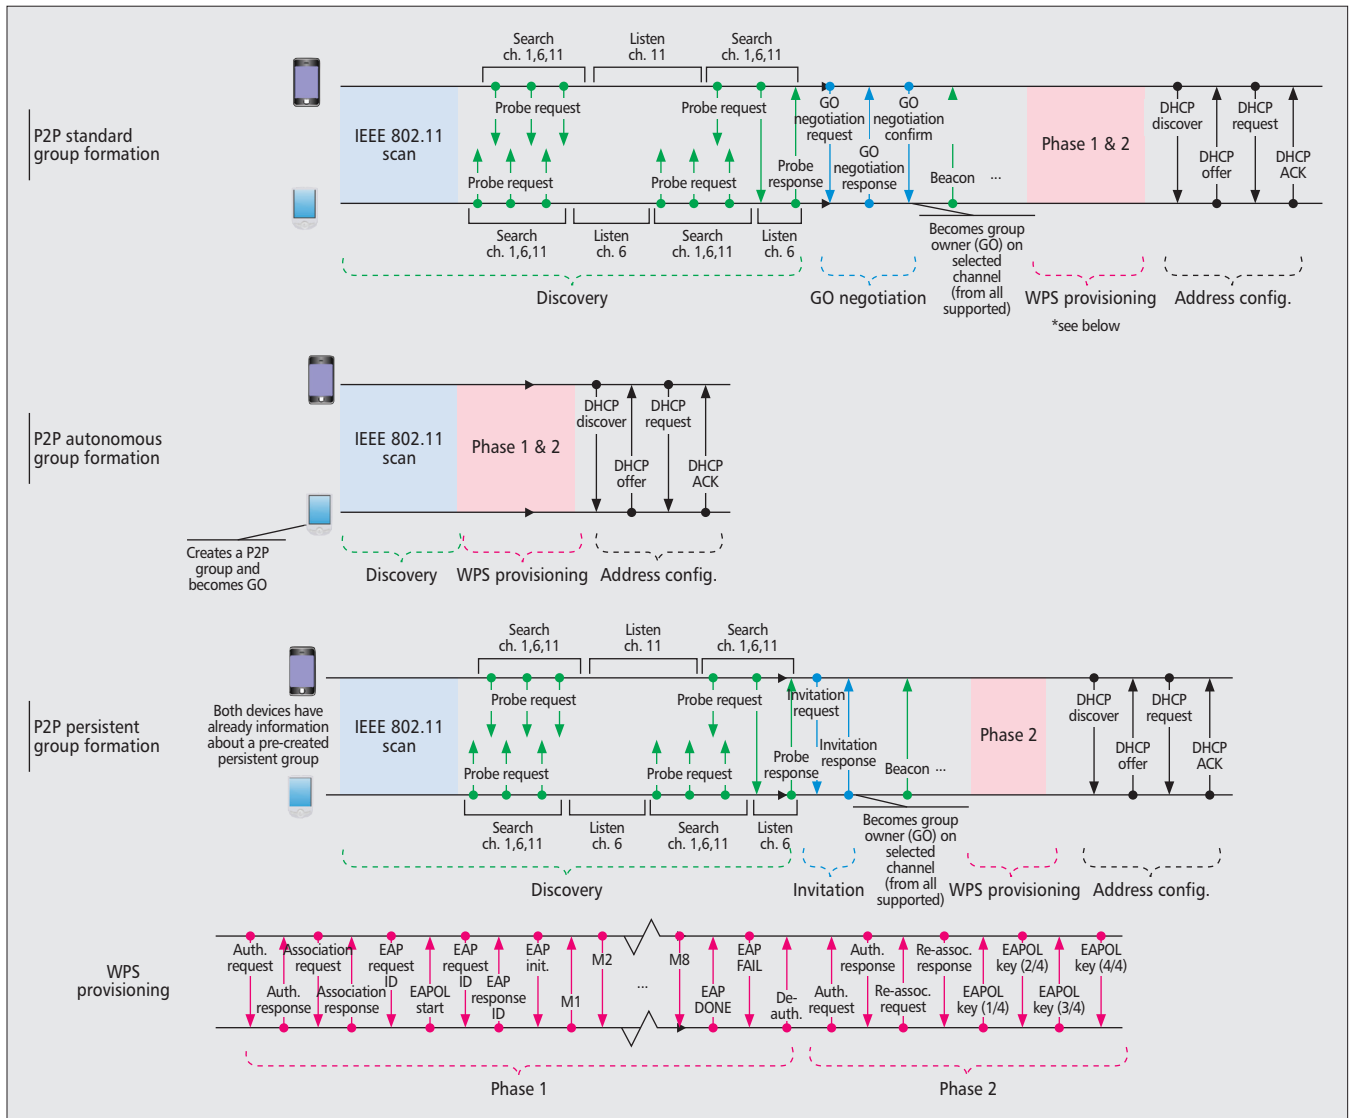 Search
ch. 1,6,11
Listen
ch. 11
Search
ch. 1,6,11
P2P standard
group formation
IEEE 802.11
scan
Probe request
Probe request
Probe request
Probe request
Probe
response
GO
negotiation
request
GO
negotiation
response
GO
negotiation
confirm
Beacon
...
Phase 1 & 2
DHCP
discover
DHCP
offer
DHCP
request
DHCP
ACK
Search
ch. 1,6,11
Listen
ch. 6
Search
ch. 1,6,11
Listen
ch. 6
Becomes group
owner (GO) on
selected
channel
(from all
supported)
Discovery
GO negotiation
WPS provisioning
*see below
Address config.
P2P autonomous
group formation
IEEE 802.11
scan
Phase 1 & 2
DHCP
discover
DHCP
offer
DHCP
request
DHCP
ACK
Creates a P2P
group and
becomes GO
Discovery
WPS provisioning
Address config.
Search
ch. 1,6,11
Listen
ch. 11
Search
ch. 1,6,11
P2P persistent
group formation
Both devices have
already information
about a pre-created
persistent group
IEEE 802.11
scan
Probe request
Probe request
Probe request
Probe request
Probe
response
Invitation
request
Invitation
response
Beacon
...
Phase 2
DHCP
discover
DHCP
offer
DHCP
request
DHCP
ACK
Search
ch. 1,6,11
Listen
ch. 6
Search
ch. 1,6,11
Listen
ch. 6
Becomes group
owner (GO) on
selected
channel
(from all
supported)
Discovery
Invitation
WPS provisioning
Address config.
WPS
provisioning
Auth.
request
Auth.
response
Association
request
Association
response
EAP
request
ID
EAPOL
start
EAP
request
ID
EAP
response
ID
EAP
init.
M1
M2
...
M8
EAP
DONE
EAP
FAIL
De-
auth.
Auth.
request
Auth.
response
Re-assoc.
request
Re-assoc.
response
EAPOL
key (1/4)
EAPOL
key (2/4)
EAPOL
key (3/4)
EAPOL
key (4/4)
Phase 1
Phase 2